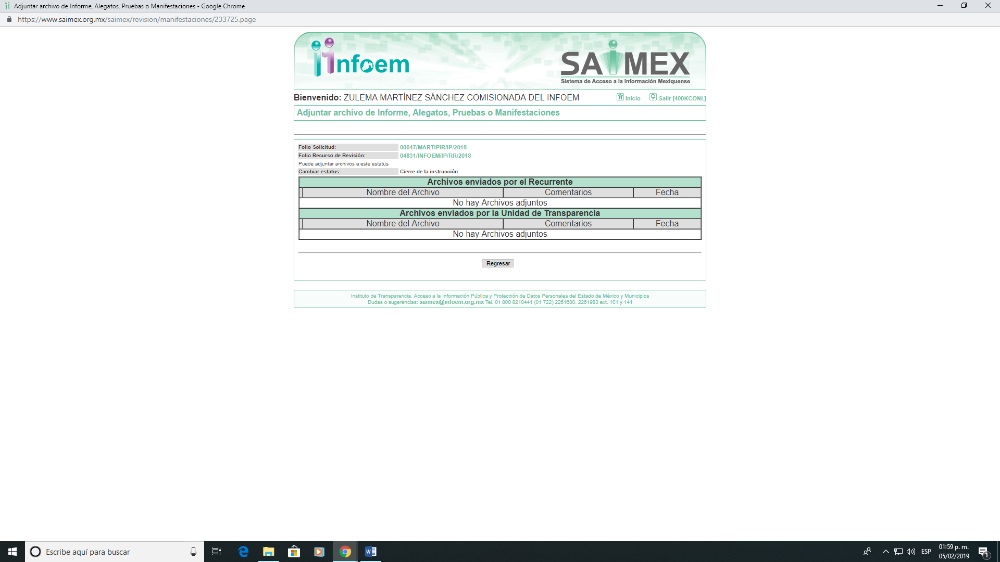 Adjuntar archivo de Informe, Alegatos, Pruebas o Manifestaciones - Google Chrome
https://www.saimex.org.mx/saimex/revision/manifestaciones/233725.page
infoem
SAIMEX
Sistema de Acceso a la Información Mexiquense
Bienvenido: ZULEMA MARTÍNEZ SÁNCHEZ COMISIONADA DEL INFOEM Inicio Salir [400KCONL]
Adjuntar archivo de Informe, Alegatos, Pruebas o Manifestaciones
Folio Solicitud: 00047/MARTIPIR/IP/2018
Folio Recurso de Revisión: 04831/INFOEM/IP/RR/2018
Puede adjuntar archivos a este estatus
Cambiar estatus: Cierre de la instrucción
Archivos enviados por el Recurrente
Nombre del Archivo Comentarios Fecha
No hay Archivos adjuntos
Archivos enviados por la Unidad de Transparencia
Nombre del Archivo Comentarios Fecha
No hay Archivos adjuntos
Regresar
Instituto de Transparencia, Acceso a la Información Pública y Protección de Datos Personales del Estado de México y Municipios
Dudas o sugerencias: saimex@infoem.org.mx Tel. 01 800 8210441 (01 722) 2261680, 2261983 ext. 101 y 141
Escribe aquí para buscar
ESP
01:59 p. m.
05/02/2019
1